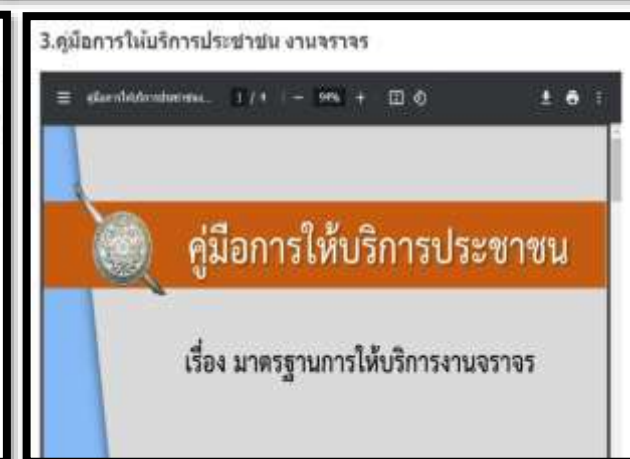 3.คู่มือการให้บริการประชาชน งานจราจร
1 / 9 94%
คู่มือการให้บริการประชาชน
เรื่อง มาตรฐานการให้บริการงานจราจร